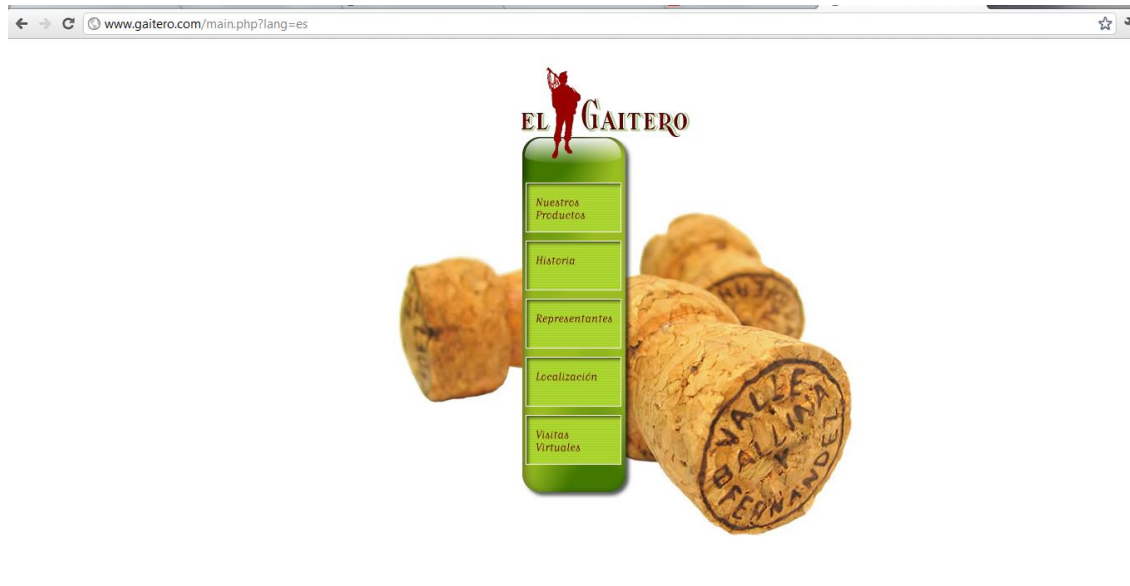 www.gaitero.com/main.php?lang=es
EL GAITERO
Nuestros
Productos
Historia
Representantes
Localización
Visitas
Virtuales
VALLE
BALLINA
Y
FERNANDEZ